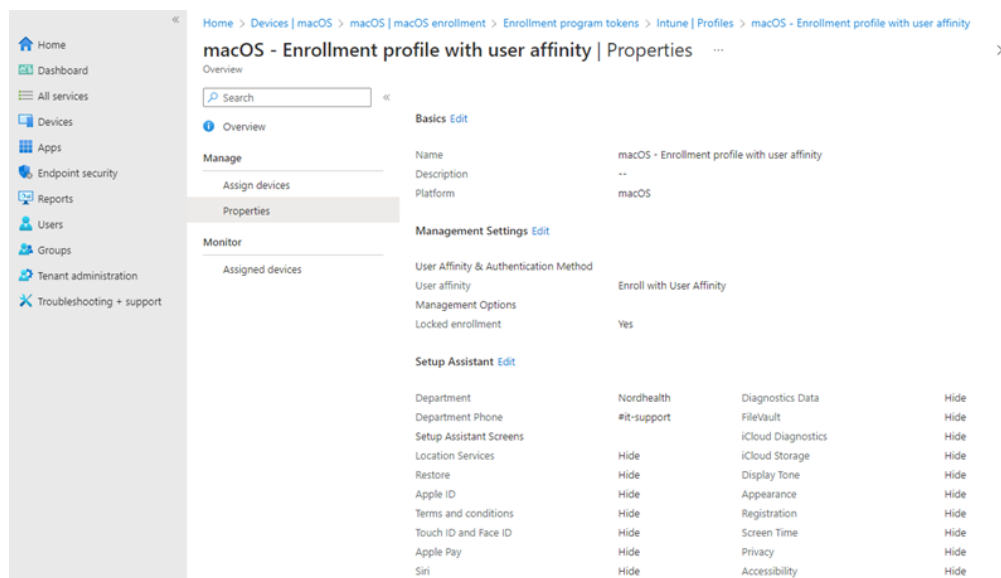 Home > Devices | macOS > macOS | macOS enrollment > Enrollment program tokens > Intune | Profiles > macOS - Enrollment profile with user affinity
macOS - Enrollment profile with user affinity | Properties ...
Overview
Home
Dashboard
All services
Devices
Apps
Endpoint security
Reports
Users
Groups
Tenant administration
Troubleshooting + support
Search
Overview
Manage
Assign devices
Properties
Monitor
Assigned devices
Basics Edit
Name macOS - Enrollment profile with user affinity
Description --
Platform macOS
Management Settings Edit
User Affinity & Authentication Method
User affinity Enroll with User Affinity
Management Options
Locked enrollment Yes
Setup Assistant Edit
Department Nordhealth Diagnostics Data Hide
Department Phone #it-support FileVault Hide
Setup Assistant Screens iCloud Diagnostics Hide
Location Services Hide iCloud Storage Hide
Restore Hide Display Tone Hide
Apple ID Hide Appearance Hide
Terms and conditions Hide Registration Hide
Touch ID and Face ID Hide Screen Time Hide
Apple Pay Hide Privacy Hide
Siri Hide Accessibility Hide